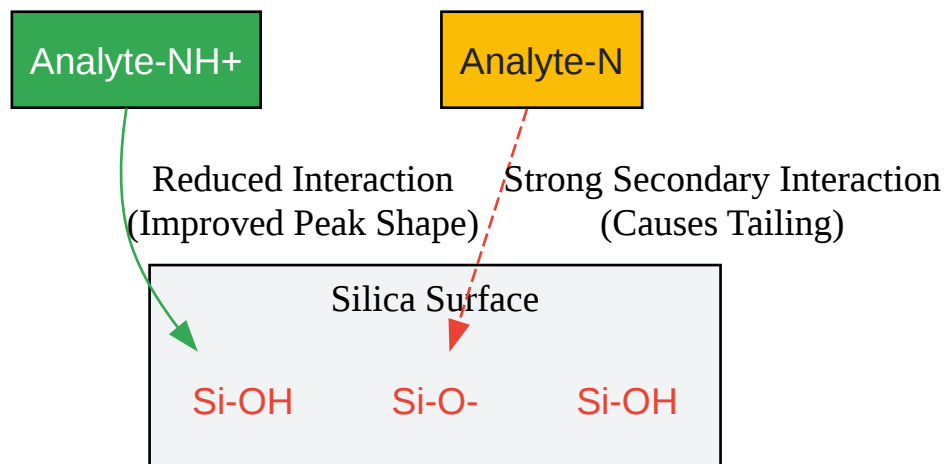 Analyte-NH+
Analyte-N
Reduced Interaction
(Improved Peak Shape)
Strong Secondary Interaction
(Causes Tailing)
Silica Surface
Si-OH
Si-O-
Si-OH